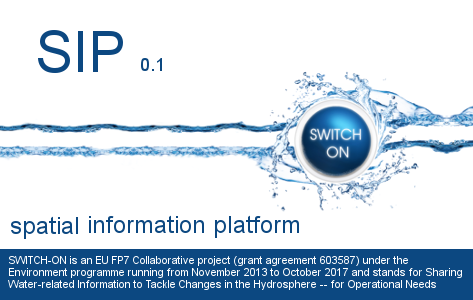 SIP 0.1
SWITCH
ON
spatial information platform
SWITCH-ON is an EU FP7 Collaborative project (grant agreement 603587) under the
Environment programme running from November 2013 to October 2017 and stands for Sharing
Water-related Information to Tackle Changes in the Hydrosphere -- for Operational Needs